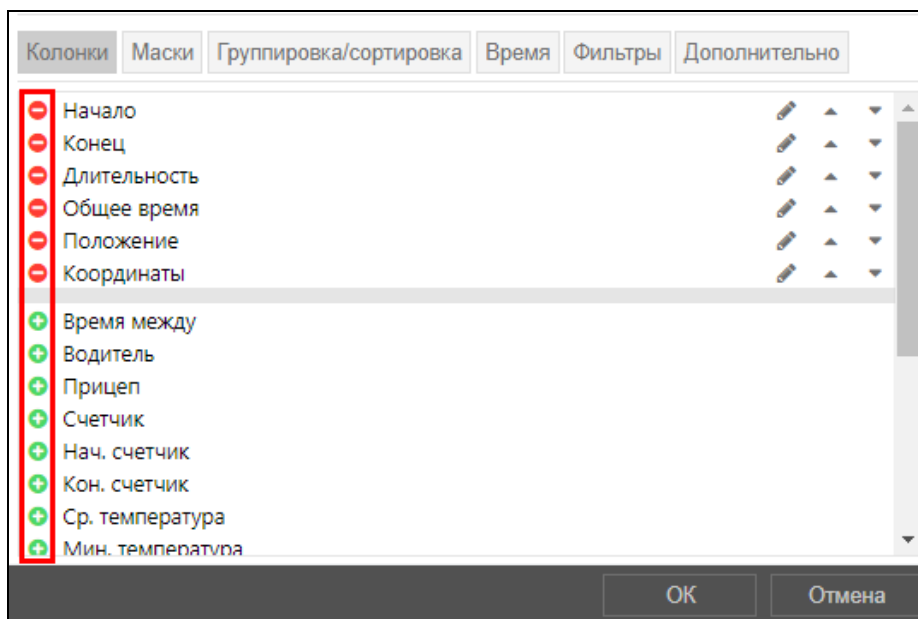 Колонки Маски Группировка/сортировка Время Фильтры Дополнительно
Начало
Конец
Длительность
Общее время
Положение
Координаты
Время между
Водитель
Прицеп
Счетчик
Нач. счетчик
Кон. счетчик
Ср. температура
Мин. температура
ОК Отмена